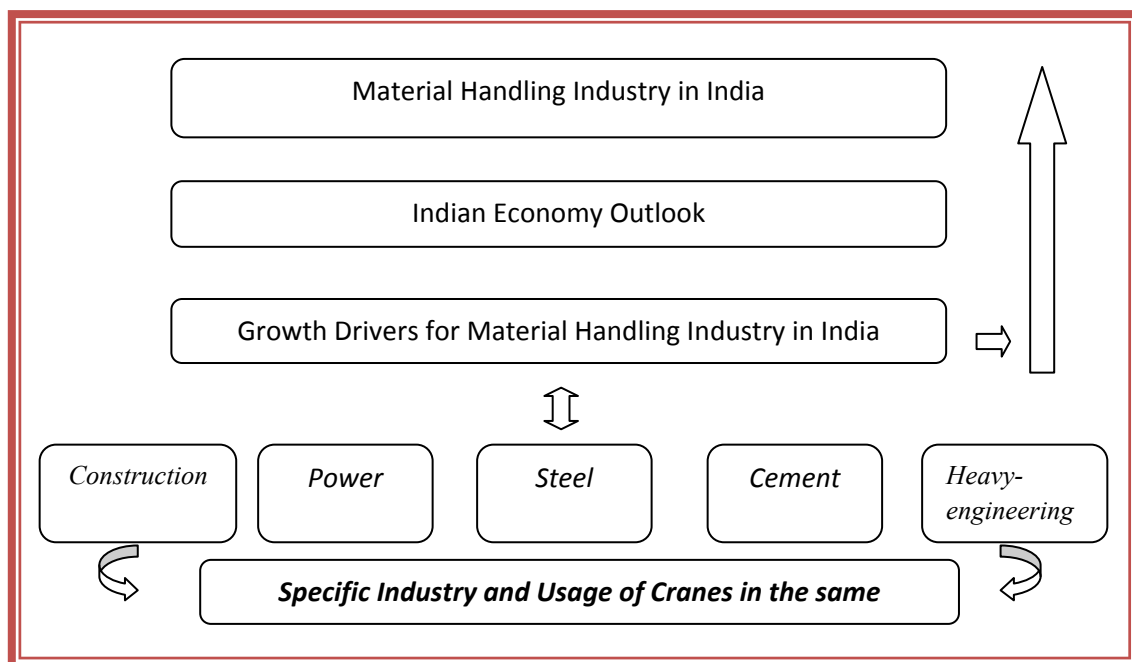 Material Handling Industry in India
Indian Economy Outlook
Growth Drivers for Material Handling Industry in India
Construction
Power
Steel
Cement
Heavy-
engineering
Specific Industry and Usage of Cranes in the same